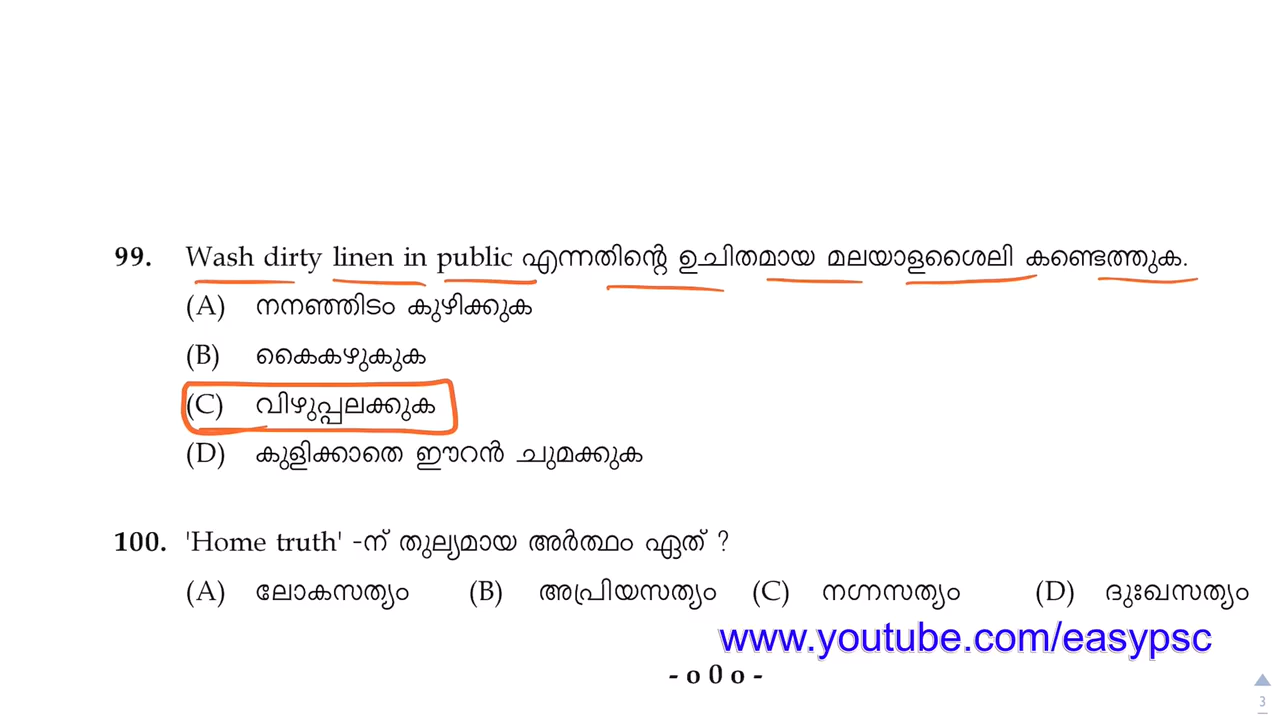 99. Wash dirty linen in public എന്നതിന്റെ ഉചിതമായ മലയാളശൈലി കണ്ടെത്തുക.
(A) നനഞ്ഞിടം കുഴിക്കുക
(B) കൈകഴുകുക
(C) വിഴുപ്പലക്കുക
(D) കുളിക്കാതെ ഈറൻ ചുമക്കുക
100. 'Home truth' -ന് തുല്യമായ അർത്ഥം ഏത് ?
(A) ലോകസത്യം (B) അപ്രിയസത്യം (C) നഗ്നസത്യം (D) ദുഃഖസത്യം
www.youtube.com/easypsc
- o 0 o -
3